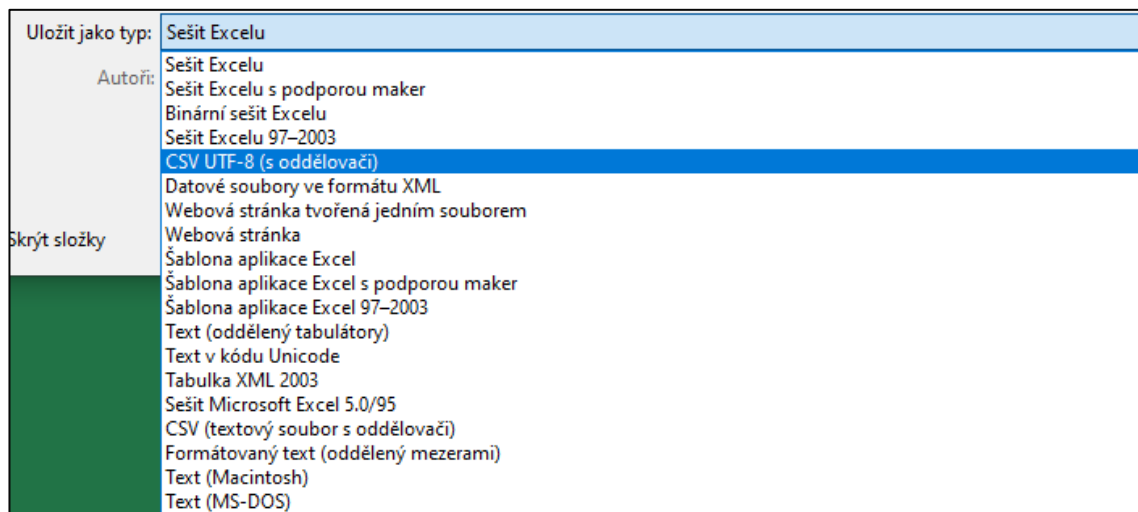 Uložit jako typ: Sešit Excelu
Autoři:
Sešit Excelu
Sešit Excelu s podporou maker
Binární sešit Excelu
Sešit Excelu 97–2003
CSV UTF-8 (s oddělovači)
Datové soubory ve formátu XML
Webová stránka tvořená jedním souborem
Webová stránka
Skrýt složky
Šablona aplikace Excel
Šablona aplikace Excel s podporou maker
Šablona aplikace Excel 97–2003
Text (oddělený tabulátory)
Text v kódu Unicode
Tabulka XML 2003
Sešit Microsoft Excel 5.0/95
CSV (textový soubor s oddělovači)
Formátovaný text (oddělený mezerami)
Text (Macintosh)
Text (MS-DOS)